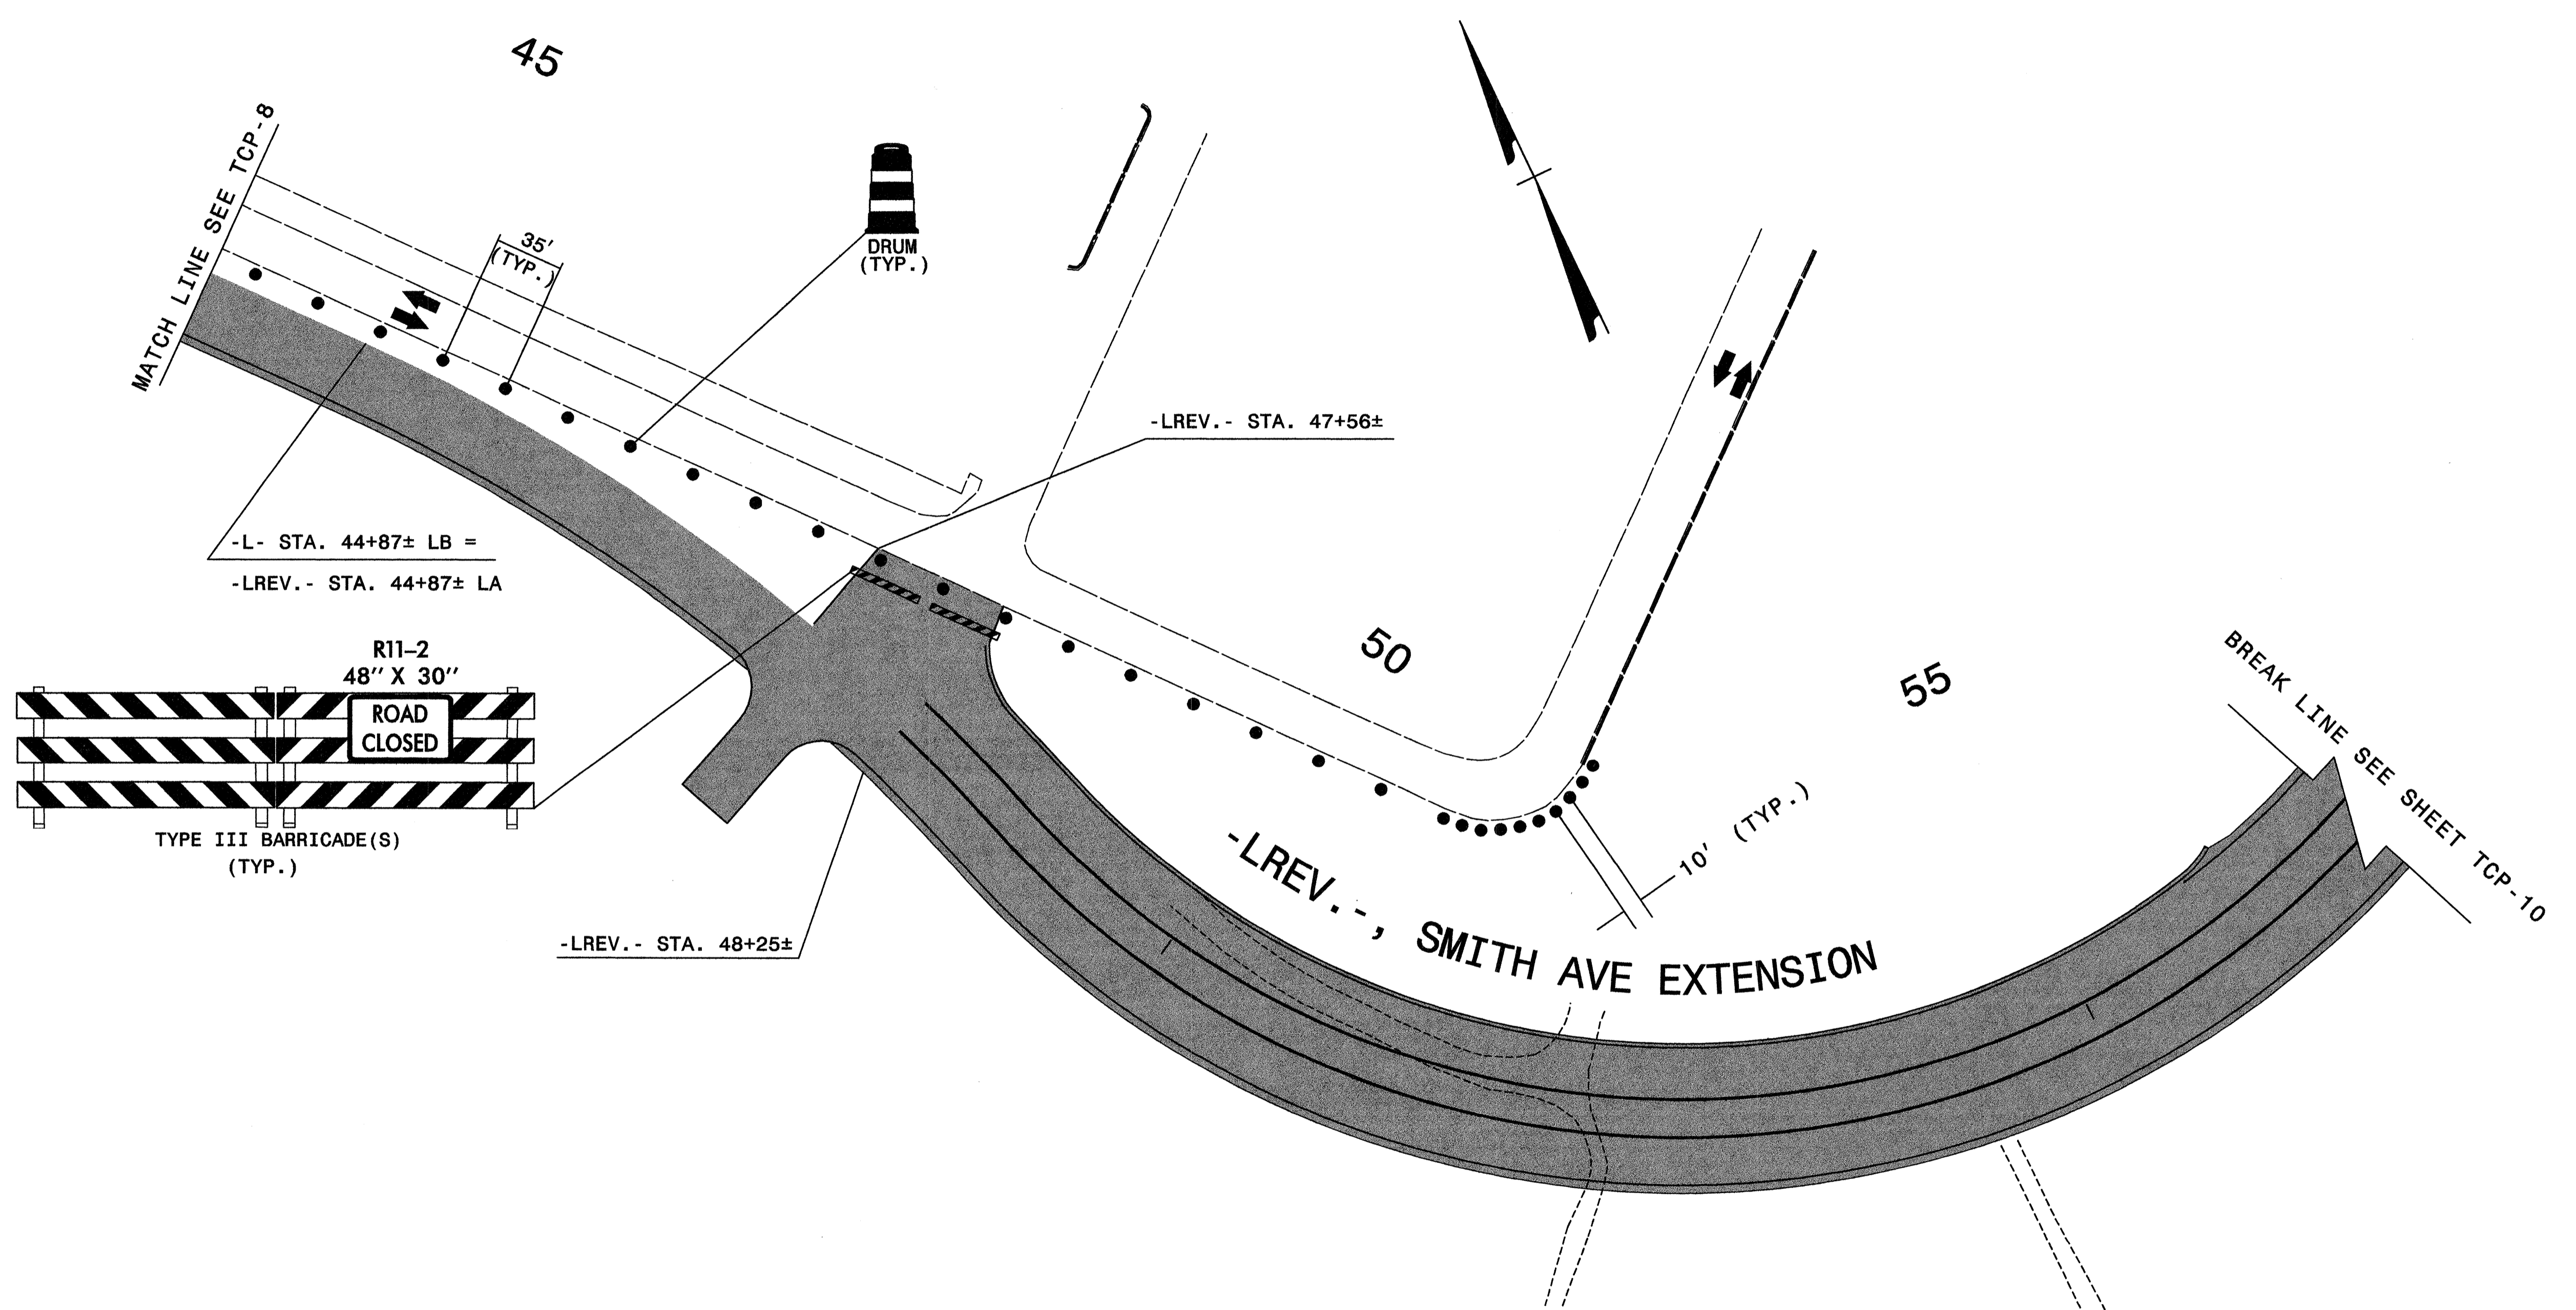 45
MATCH LINE SEE TCP-8
35'
(TYP.)
DRUM
(TYP.)
-LREV.- STA. 47+56±
-L- STA. 44+87± LB =
-LREV.- STA. 44+87± LA
R11–2
48" X 30"
ROAD
CLOSED
TYPE III BARRICADE(S)
(TYP.)
50
55
BREAK LINE SEE SHEET TCP-10
10' (TYP.)
-LREV.-, SMITH AVE EXTENSION
-LREV.- STA. 48+25±